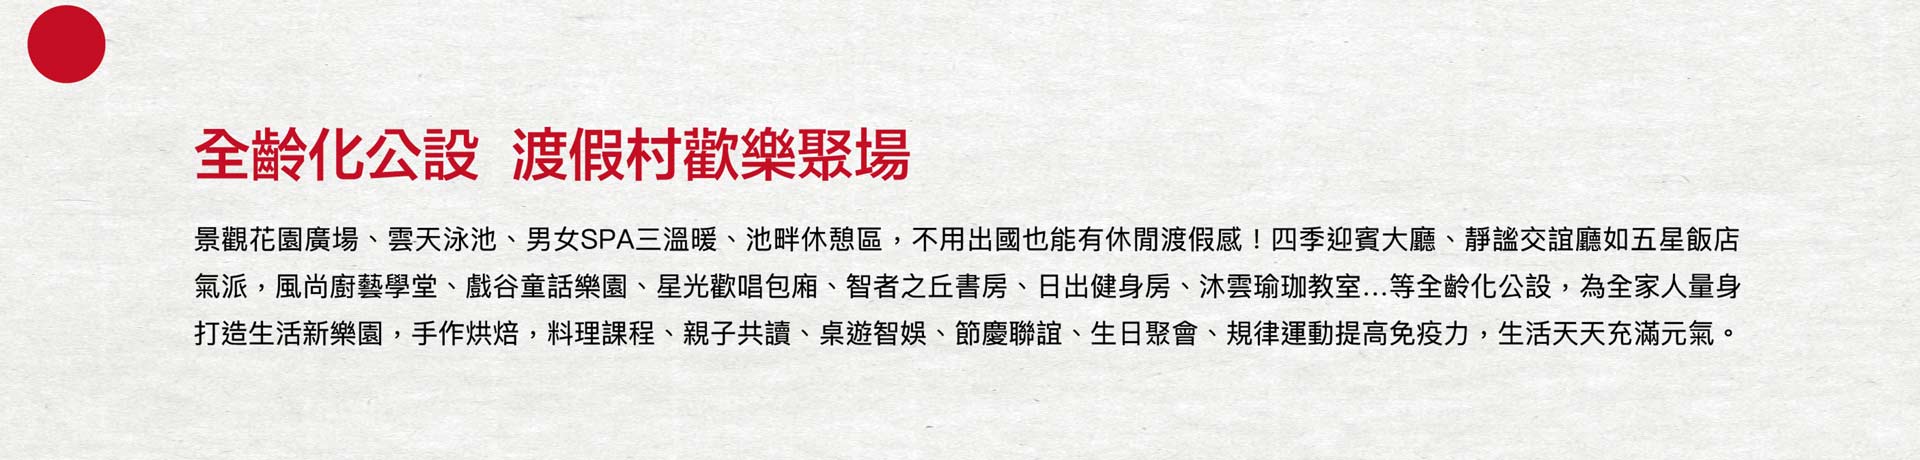 全齡化公設 渡假村歡樂聚場
景觀花園廣場、雲天泳池、男女SPA三溫暖、池畔休憩區，不用出國也能有休閒渡假感！四季迎賓大廳、靜謐交誼廳如五星飯店
氣派，風尚廚藝學堂、戲谷童話樂園、星光歡唱包廂、智者之丘書房、日出健身房、沐雲瑜珈教室...等全齡化公設，為全家人量身
打造生活新樂園，手作烘焙，料理課程、親子共讀、桌遊智娛、節慶聯誼、生日聚會、規律運動提高免疫力，生活天天充滿元氣。